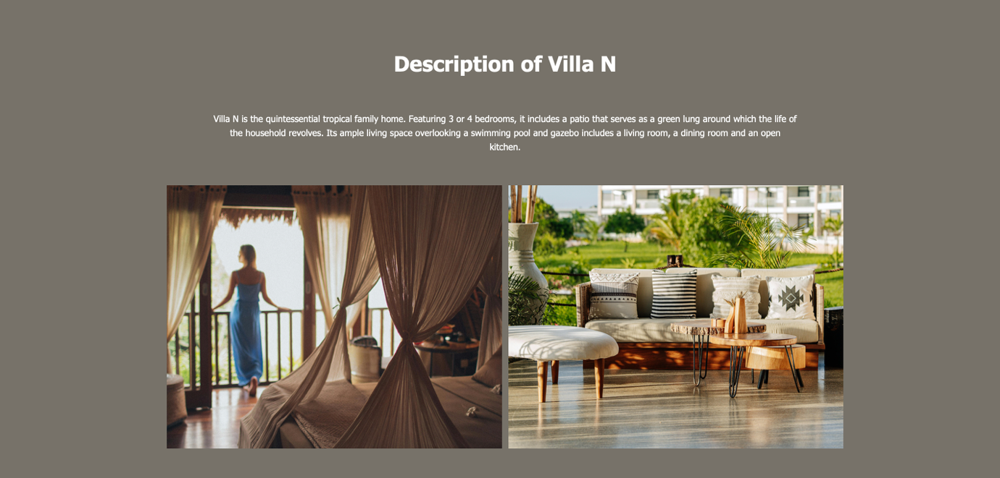 Description of Villa N
Villa N is the quintessential tropical family home. Featuring 3 or 4 bedrooms, it includes a patio that serves as a green lung around which the life of
the household revolves. Its ample living space overlooking a swimming pool and gazebo includes a living room, a dining room and an open
kitchen.